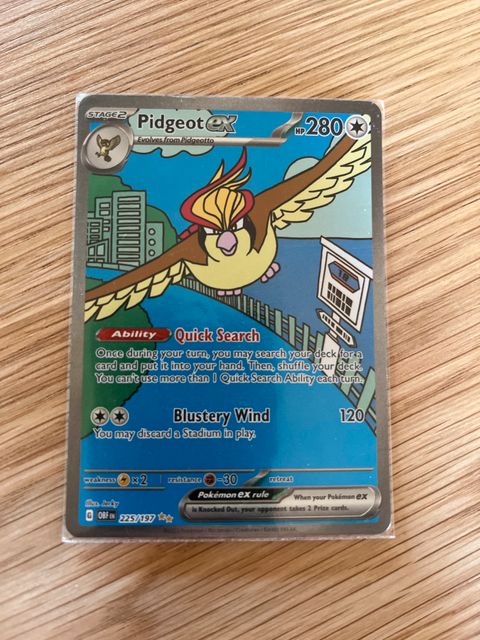 STAGE2
Pidgeot ex
HP 280
Evolves from Pidgeotto
Ability Quick Search
Once during your turn, you may search your deck for a
card and put it into your hand. Then, shuffle your deck.
You can't use more than 1 Quick Search Ability each turn.
Blustery Wind 120
You may discard a Stadium in play.
weakness ×2 resistance -30 retreat
Illus. Jerky
Pokémon ex rule
When your Pokémon ex
is Knocked Out, your opponent takes 2 Prize cards.
G OBF EN 225/197